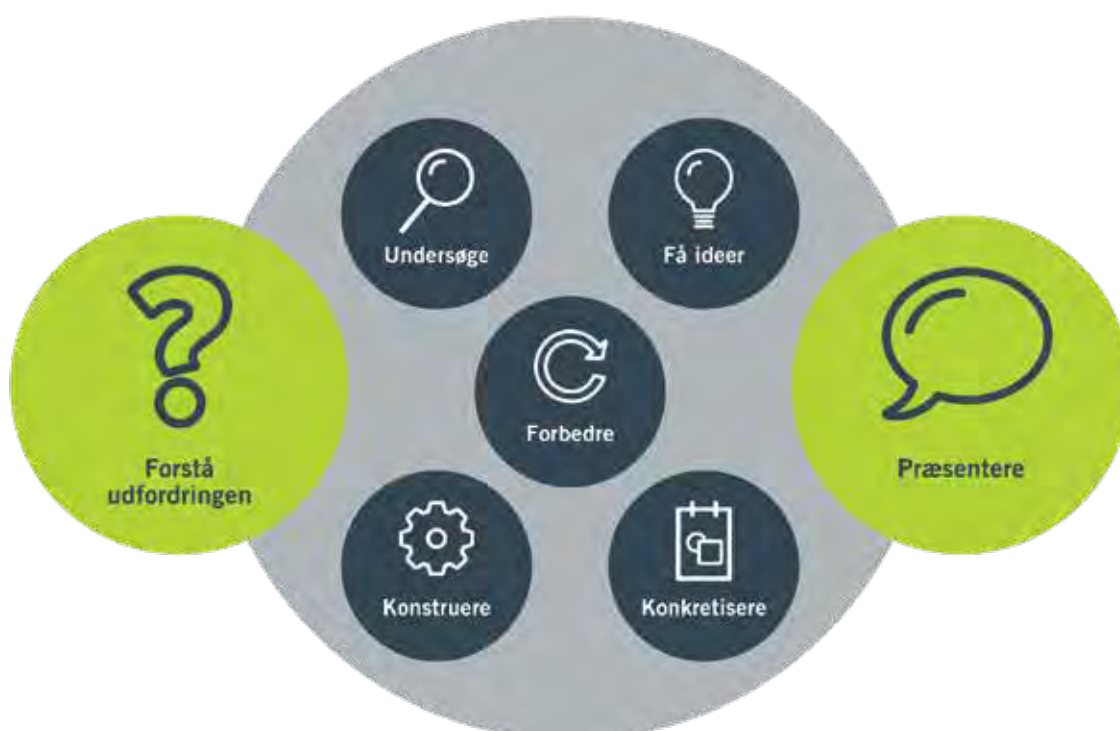 Undersøge
Få ideer
Forstå
udfordringen
Forbedre
Præsentere
Konstruere
Konkretisere